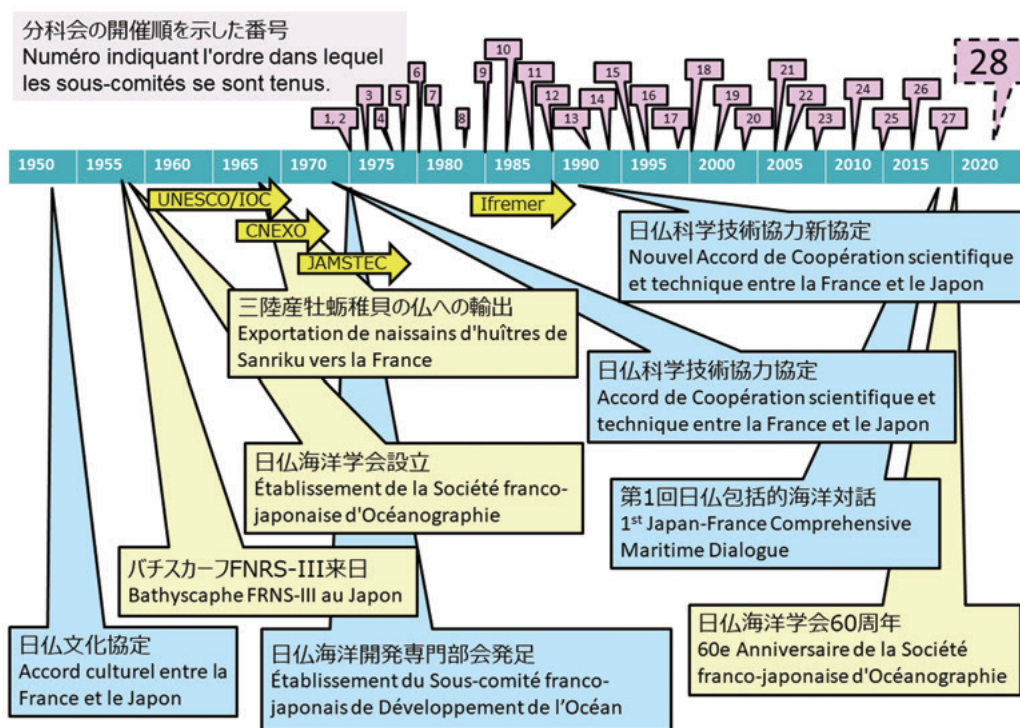 分科会の開催順を示した番号
Numéro indiquant l'ordre dans lequel
les sous-comités se sont tenus.
1, 2
3
4
5
6
7
8
9
10
11
12
13
14
15
16
17
18
19
20
21
22
23
24
25
26
27
28
1950 1955 1960 1965 1970 1975 1980 1985 1990 1995 2000 2005 2010 2015 2020
UNESCO/IOC
CNEXO
JAMSTEC
Ifremer
日仏科学技術協力新協定
Nouvel Accord de Coopération scientifique
et technique entre la France et le Japon
三陸産牡蛎稚貝の仏への輸出
Exportation de naissains d'huîtres de
Sanriku vers la France
日仏科学技術協力協定
Accord de Coopération scientifique et
technique entre la France et le Japon
日仏海洋学会設立
Établissement de la Société franco-
japonaise d'Océanographie
第1回日仏包括的海洋対話
1st Japan-France Comprehensive
Maritime Dialogue
バチスカーフFNRS-III来日
Bathyscaphe FRNS-III au Japon
日仏文化協定
Accord culturel entre la
France et le Japon
日仏海洋開発専門部会発足
Établissement du Sous-comité franco-
japonais de Développement de l'Océan
日仏海洋学会60周年
60e Anniversaire de la Société
franco-japonaise d'Océanographie